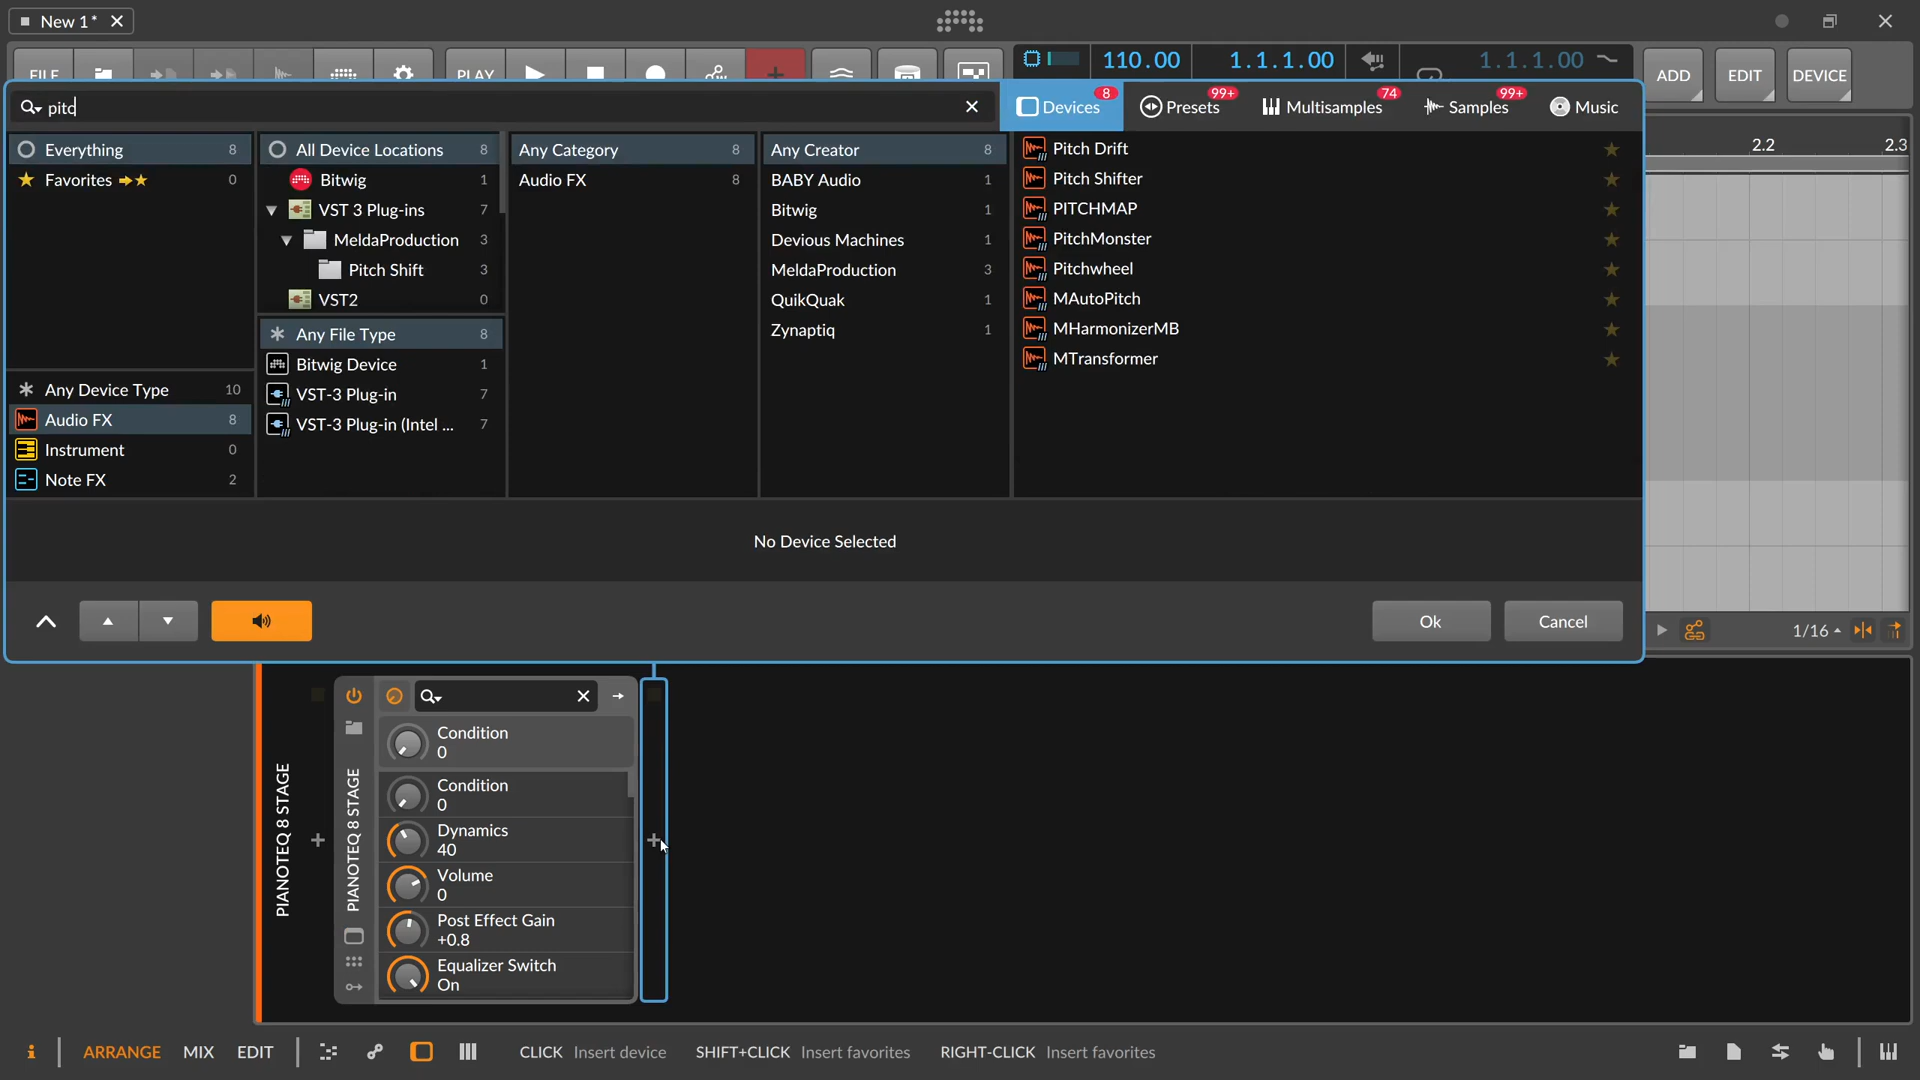 New 1*
FILE
PLAY
110.00
1.1.1.00
1.1.1.00
ADD
EDIT
DEVICE
pitc
Devices 8
Presets 99+
Multisamples 74
Samples 99+
Music
Everything 8
Favorites 0
Any Device Type 10
Audio FX 8
Instrument 0
Note FX 2
All Device Locations 8
Bitwig 1
VST 3 Plug-ins 7
MeldaProduction 3
Pitch Shift 3
VST2 0
Any File Type 8
Bitwig Device 1
VST-3 Plug-in 7
VST-3 Plug-in (Intel ... 7
Any Category 8
Audio FX 8
Any Creator 8
BABY Audio 1
Bitwig 1
Devious Machines 1
MeldaProduction 3
QuikQuak 1
Zynaptiq 1
Pitch Drift
Pitch Shifter
PITCHMAP
PitchMonster
Pitchwheel
MAutoPitch
MHarmonizerMB
MTransformer
2.2
2.3
No Device Selected
Ok
Cancel
1/16
PIANOTEQ 8 STAGE
PIANOTEQ 8 STAGE
Condition
0
Condition
0
Dynamics
40
Volume
0
Post Effect Gain
+0.8
Equalizer Switch
On
i
ARRANGE
MIX
EDIT
CLICK Insert device
SHIFT+CLICK Insert favorites
RIGHT-CLICK Insert favorites